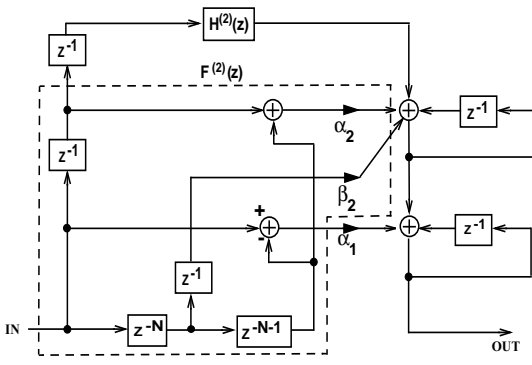 H(2)(z)
z-1
F(2)(z)
+
+
z-1
α2
z-1
β2
+
+
-
+
z-1
α1
z-1
IN
z-N
z-N-1
OUT